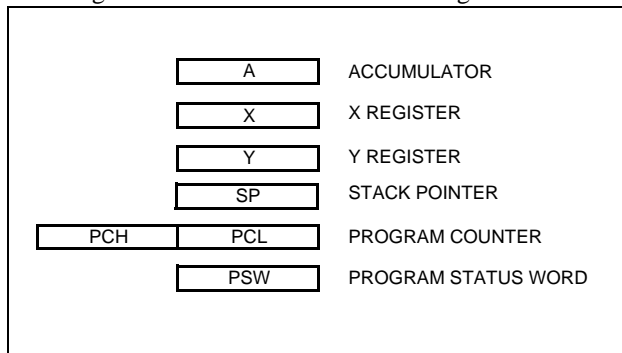 A ACCUMULATOR
X X REGISTER
Y Y REGISTER
SP STACK POINTER
PCH PCL PROGRAM COUNTER
PSW PROGRAM STATUS WORD